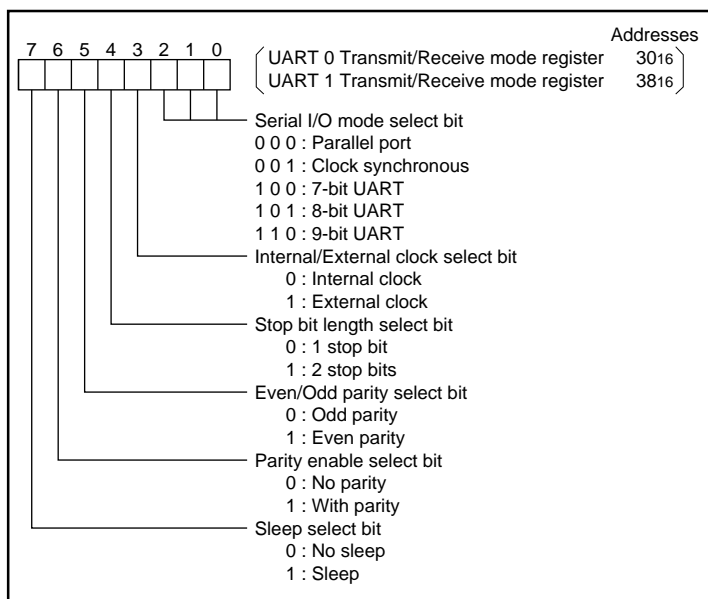 Addresses
7 6 5 4 3 2 1 0
UART 0 Transmit/Receive mode register 3016
UART 1 Transmit/Receive mode register 3816
Serial I/O mode select bit
0 0 0 : Parallel port
0 0 1 : Clock synchronous
1 0 0 : 7-bit UART
1 0 1 : 8-bit UART
1 1 0 : 9-bit UART
Internal/External clock select bit
0 : Internal clock
1 : External clock
Stop bit length select bit
0 : 1 stop bit
1 : 2 stop bits
Even/Odd parity select bit
0 : Odd parity
1 : Even parity
Parity enable select bit
0 : No parity
1 : With parity
Sleep select bit
0 : No sleep
1 : Sleep